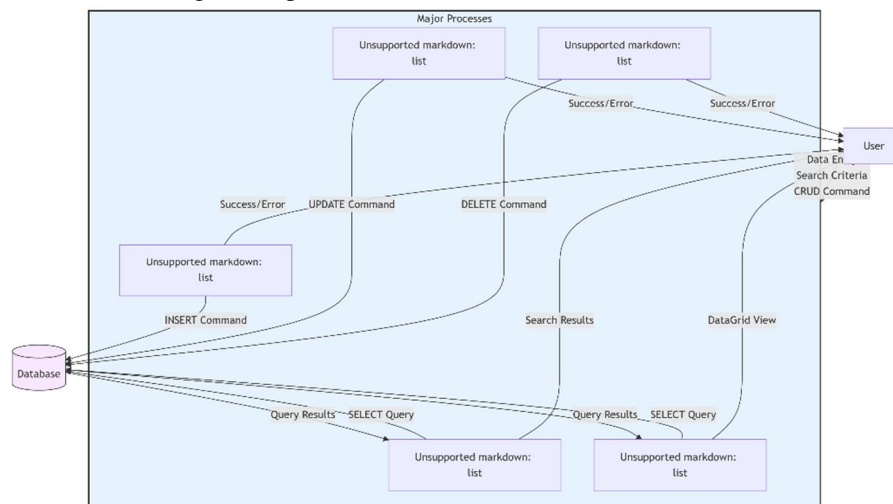 Major Processes
Unsupported markdown:
list
Unsupported markdown:
list
Success/Error
Success/Error
User
Data En
Search Criteria
CRUD Command
Success/Error
UPDATE Command
DELETE Command
Unsupported markdown:
list
INSERT Command
Search Results
DataGrid View
Database
Query Results
SELECT Query
Query Results
SELECT Query
Unsupported markdown:
list
Unsupported markdown:
list